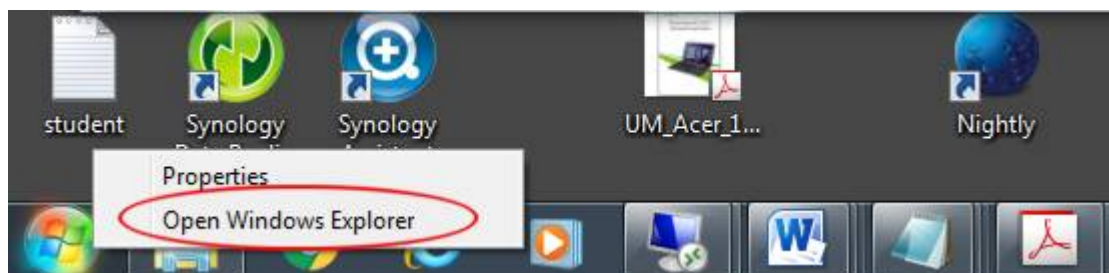 student
Synology
Synology
UM_Acer_1...
Nightly
Properties
Open Windows Explorer
W